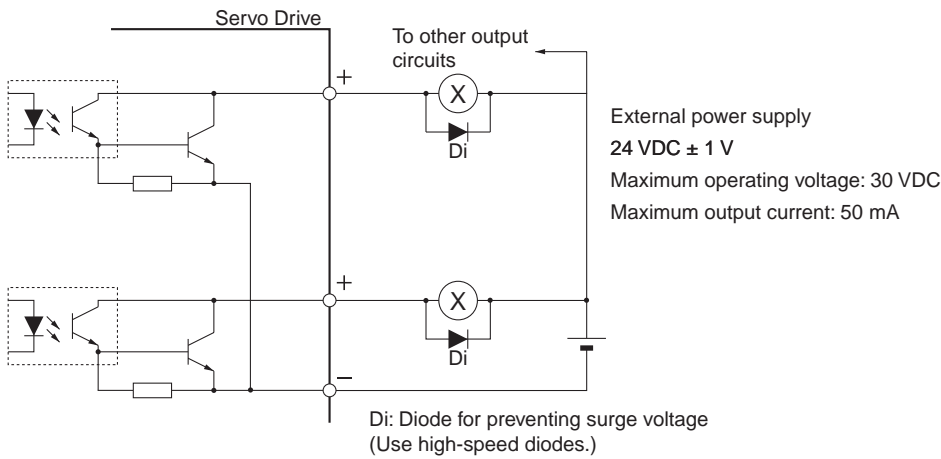 Servo Drive
To other output
circuits
+
X
Di
External power supply
24 VDC ± 1 V
Maximum operating voltage: 30 VDC
Maximum output current: 50 mA
+
X
Di
−
Di: Diode for preventing surge voltage
(Use high-speed diodes.)